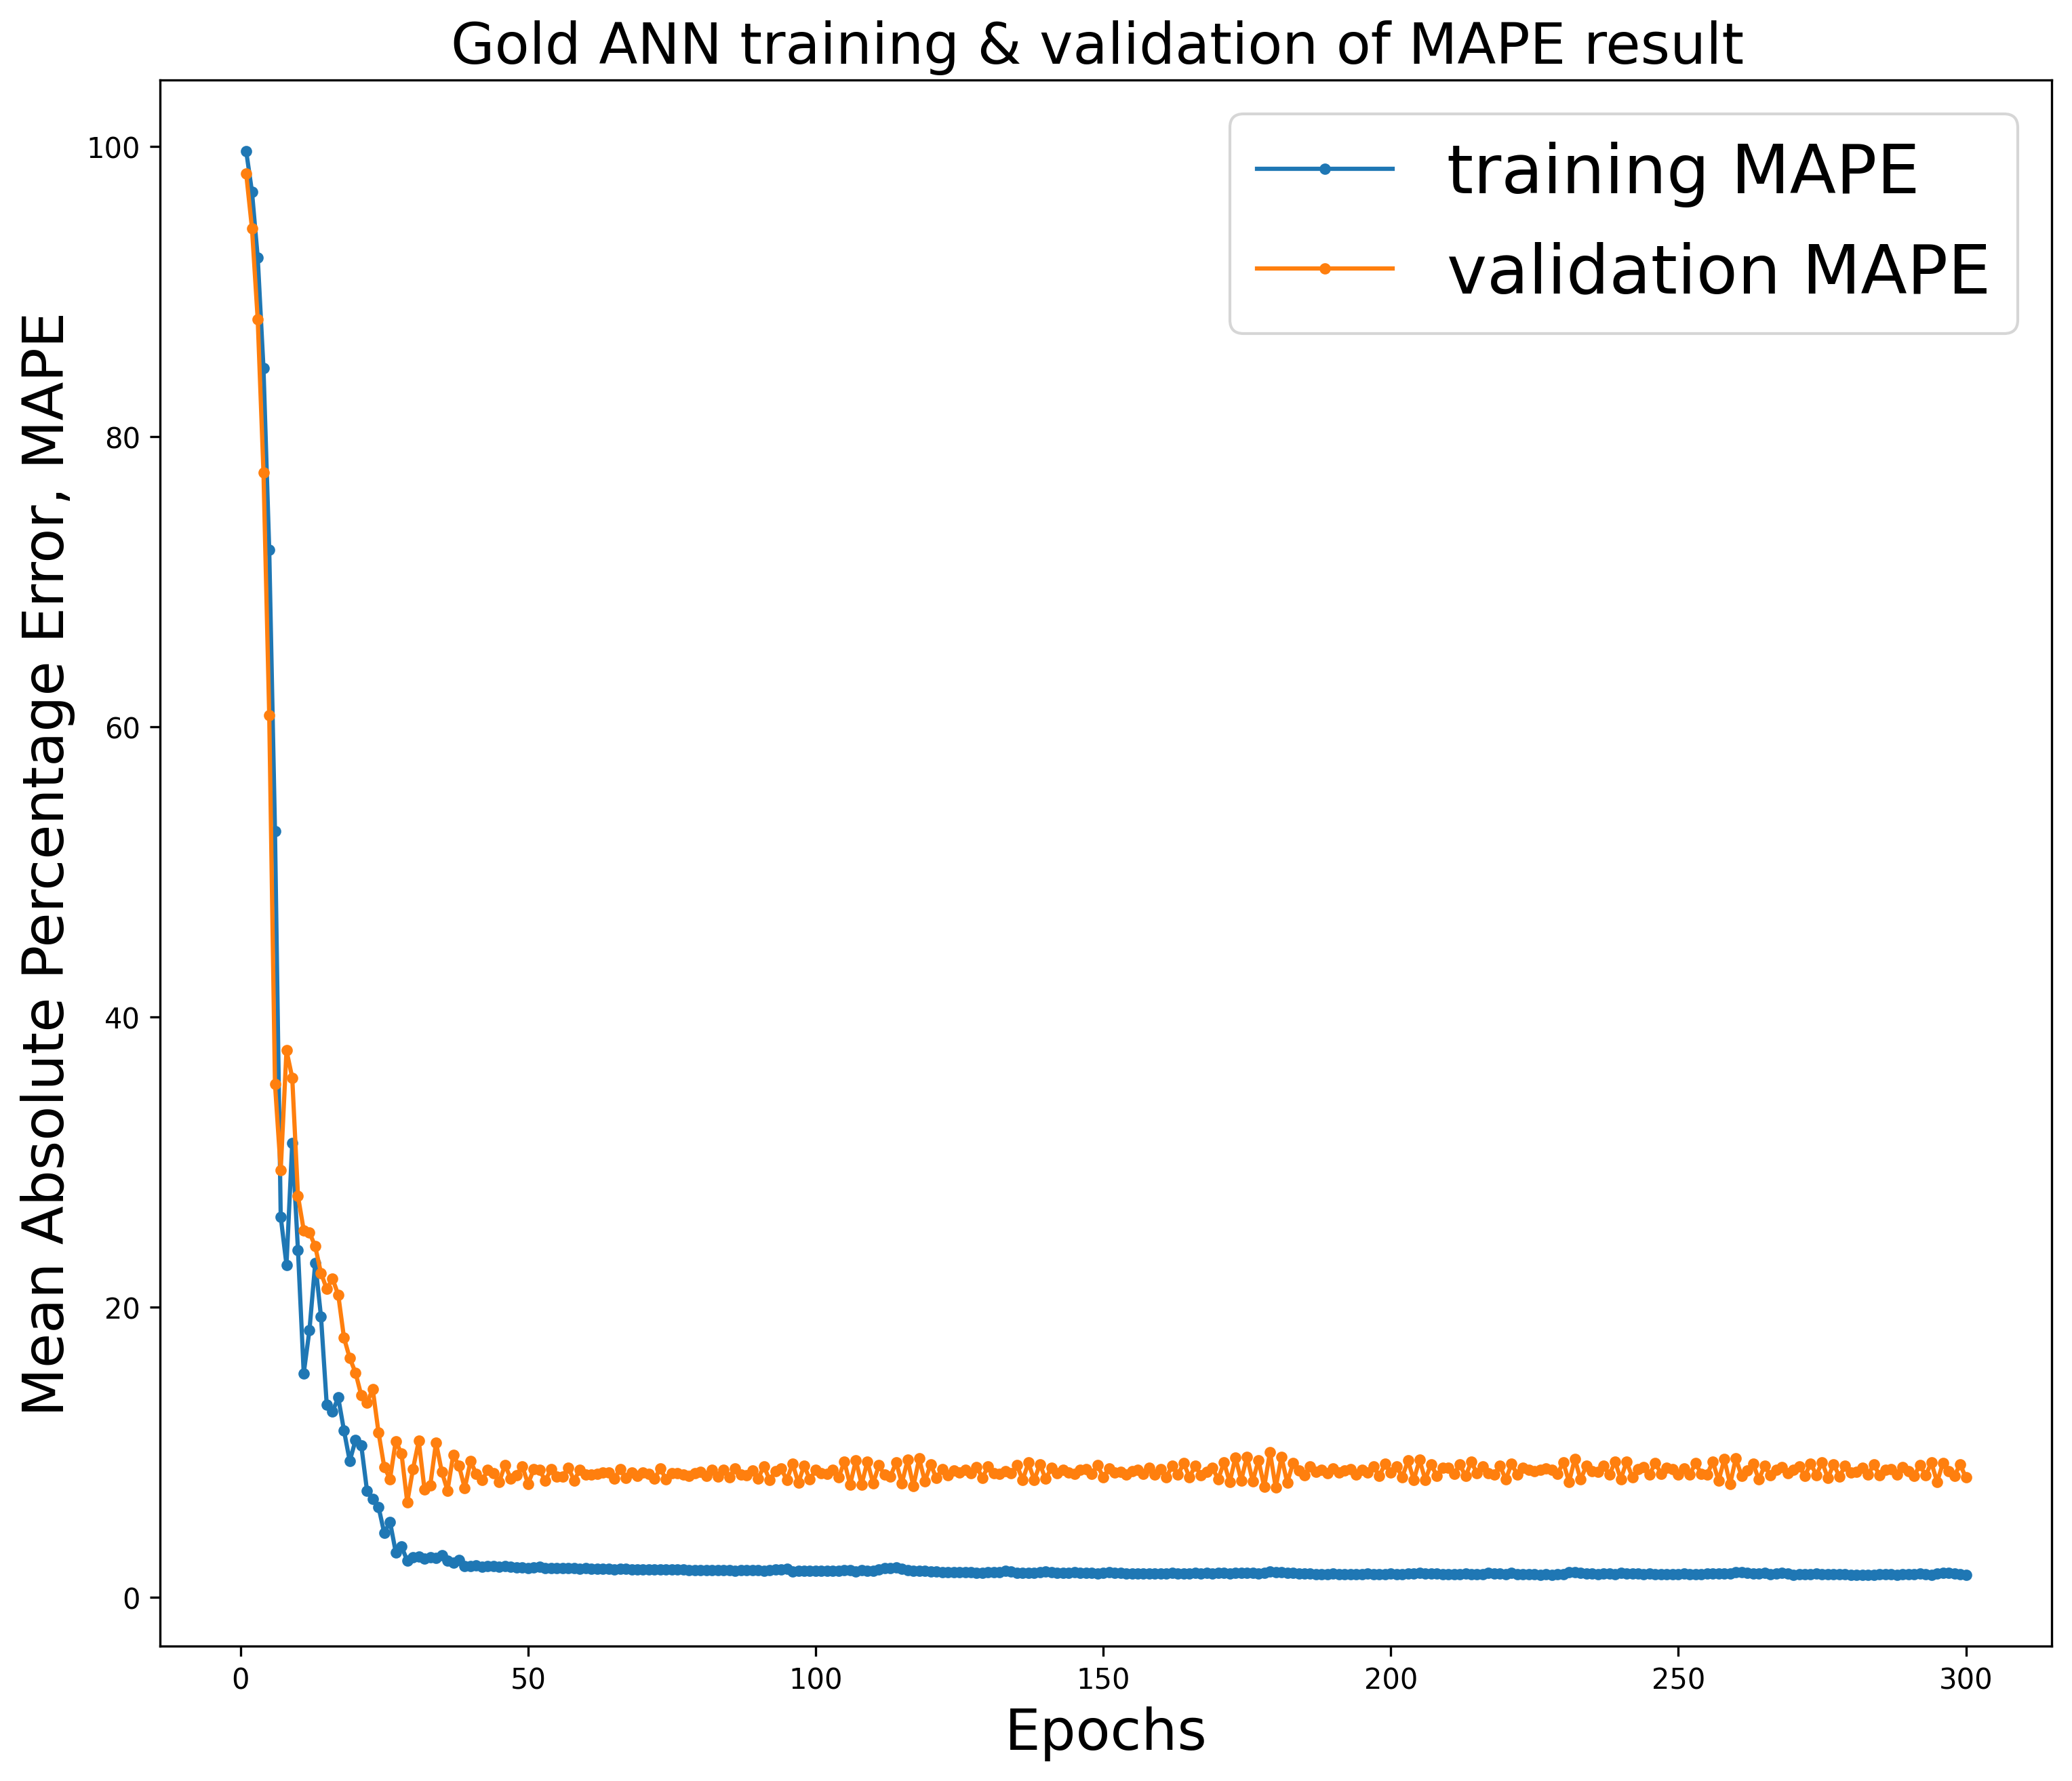 Gold ANN training & validation of MAPE result
training MAPE
validation MAPE
Mean Absolute Percentage Error, MAPE
100
80
60
40
20
0
0 50 100 150 200 250 300
Epochs